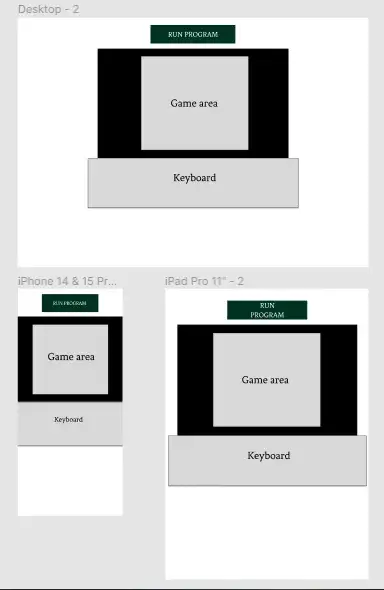 Desktop - 2
RUN PROGRAM
Game area
Keyboard
iPhone 14 & 15 Pr...
RUN PROGRAM
Game area
Keyboard
iPad Pro 11" - 2
RUN
PROGRAM
Game area
Keyboard